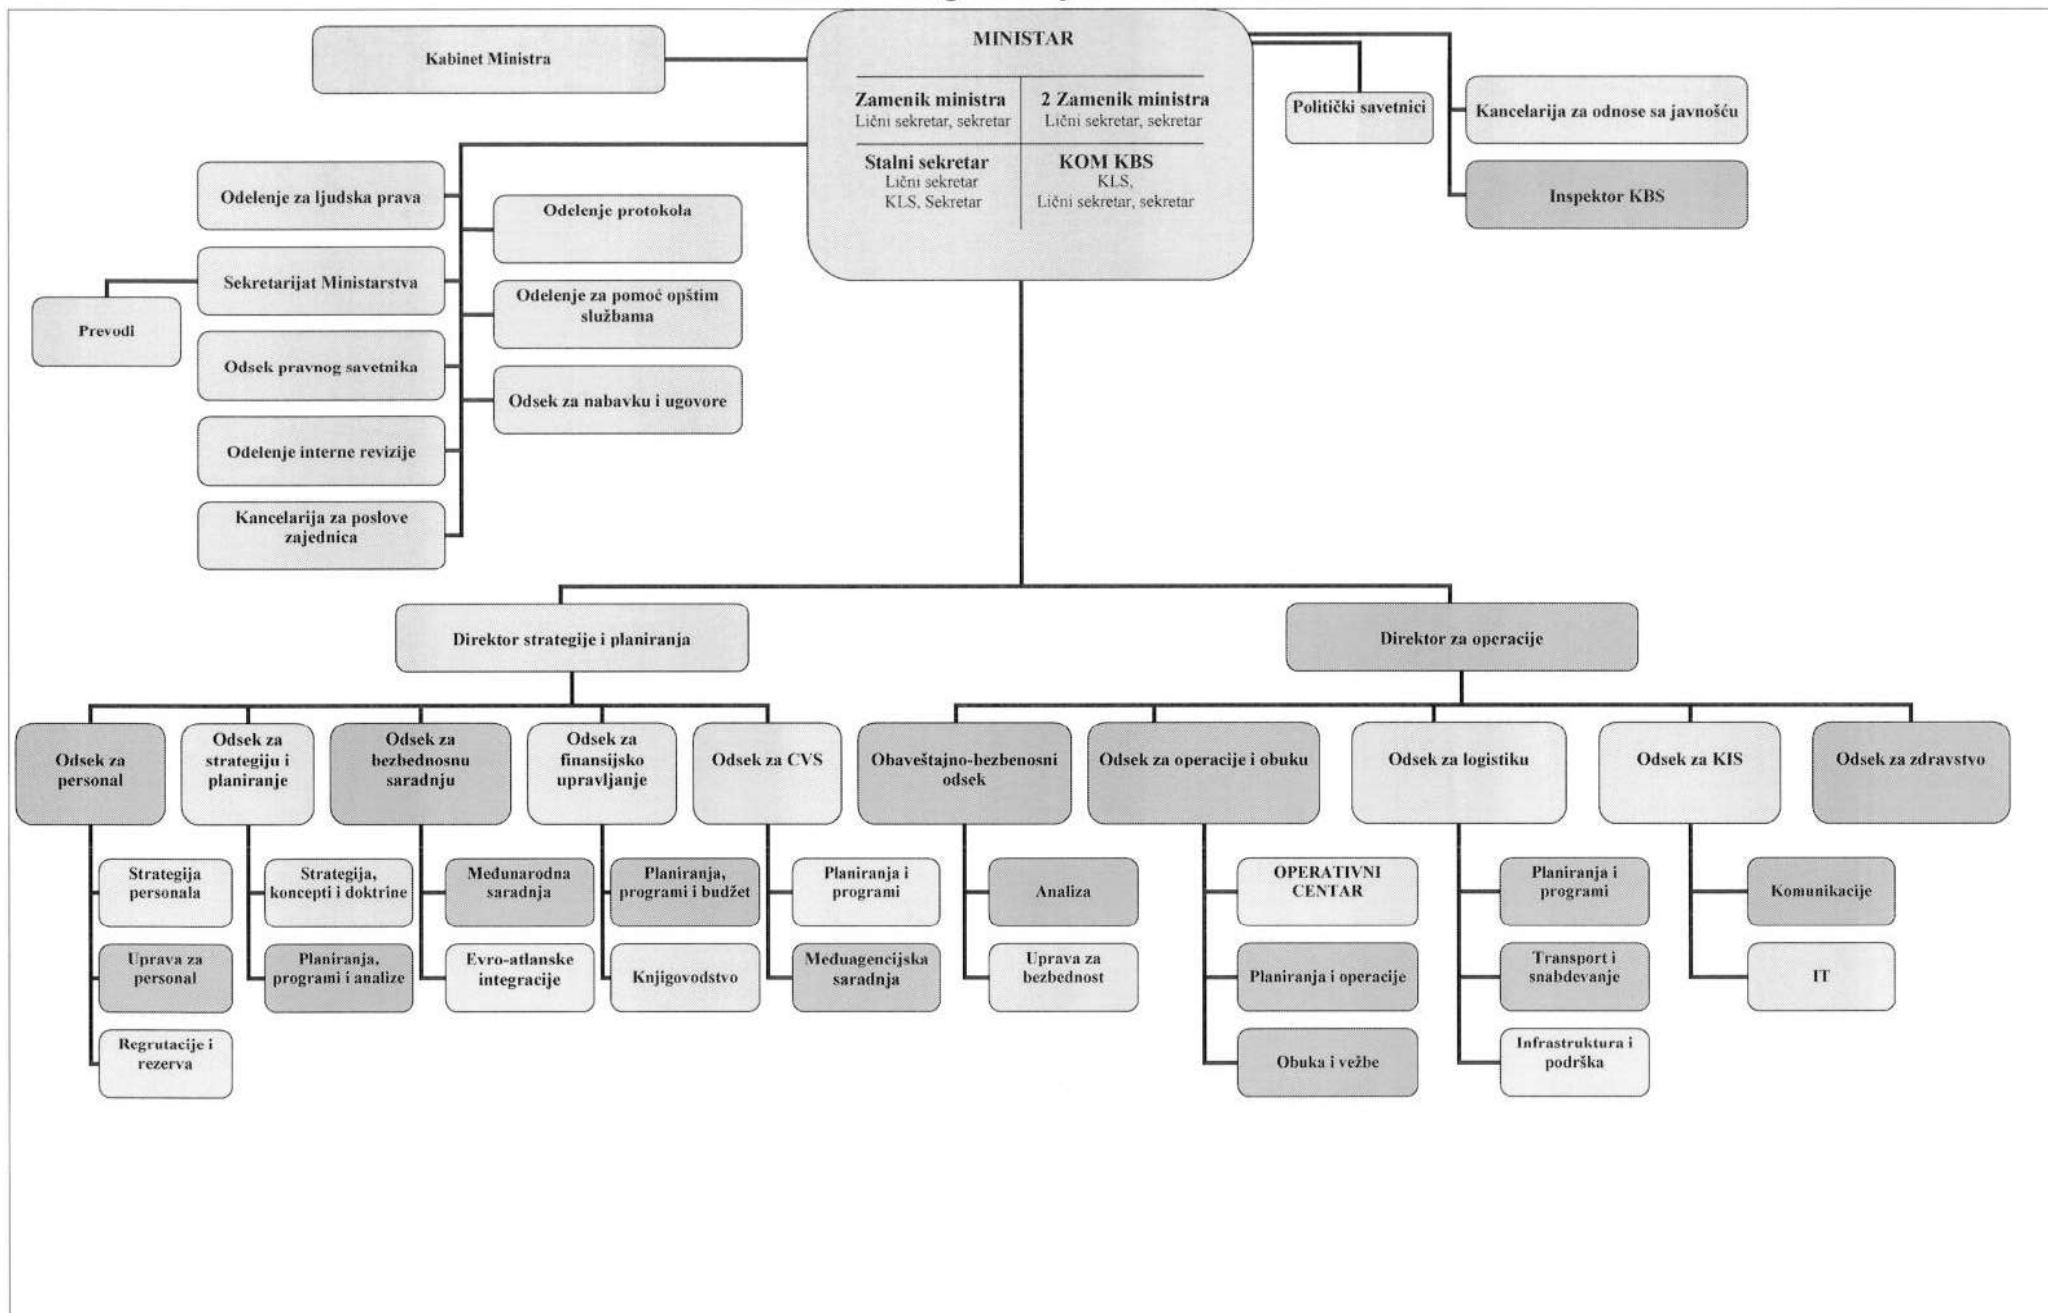 Kabinet Ministra
MINISTAR
Zamenik ministra
Lični sekretar, sekretar
2 Zamenik ministra
Lični sekretar, sekretar
Stalni sekretar
Lični sekretar
KLS, Sekretar
KOM KBS
KLS,
Lični sekretar, sekretar
Politički savetnici
Kancelarija za odnose sa javnošću
Inspektor KBS
Odelenje za ljudska prava
Odelenje protokola
Sekretarijat Ministarstva
Odelenje za pomoć opštim
službama
Prevodi
Odsek pravnog savetnika
Odsek za nabavku i ugovore
Odelenje interne revizije
Kancelarija za poslove
zajednica
Direktor strategije i planiranja
Direktor za operacije
Odsek za
personal
Odsek za
strategiju i
planiranje
Odsek za
bezbednosnu
saradnju
Odsek za
finansijsko
upravljanje
Odsek za CVS
Obaveštajno-bezbenosni
odsek
Odsek za operacije i obuku
Odsek za logistiku
Odsek za KIS
Odsek za zdravstvo
Strategija
personala
Strategija,
koncepti i doktrine
Međunarodna
saradnja
Planiranja,
programi i budžet
Planiranja i
programi
Analiza
OPERATIVNI
CENTAR
Planiranja i
programi
Komunikacije
Uprava za
personal
Planiranja,
programi i analize
Evro-atlanske
integracije
Knjigovodstvo
Međuagencijska
saradnja
Uprava za
bezbednost
Planiranja i operacije
Transport i
snabdevanje
IT
Regrutacije i
rezerva
Obuka i vežbe
Infrastruktura i
podrška